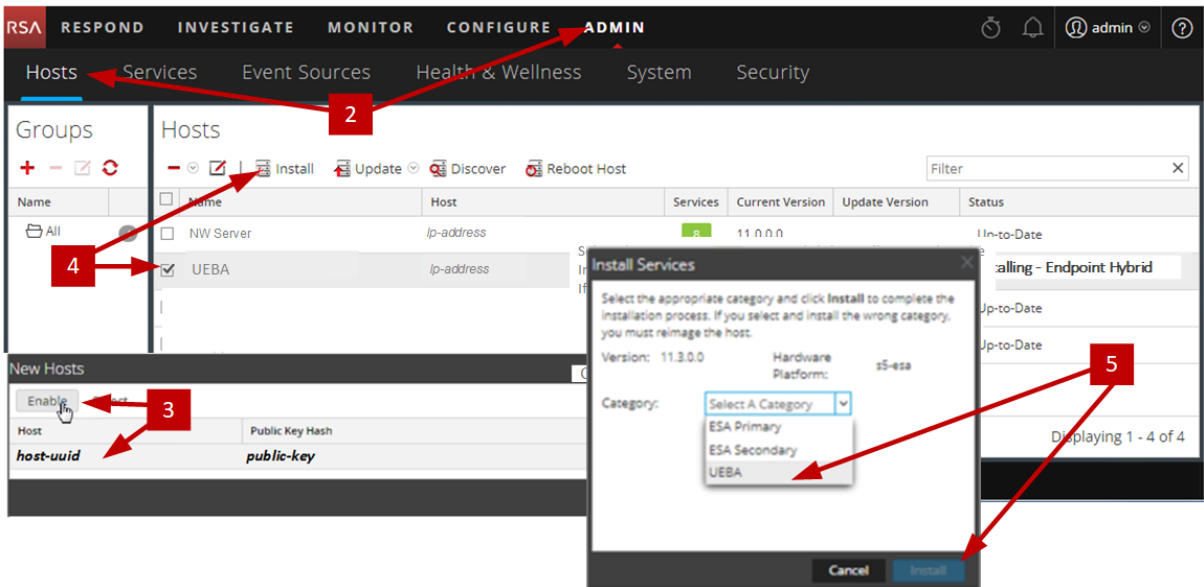 RSA RESPOND INVESTIGATE MONITOR CONFIGURE ADMIN admin
Hosts Services Event Sources Health & Wellness System Security
2
Groups
Hosts
Install Update Discover Reboot Host Filter
Name
Name Host Services Current Version Update Version Status
All
NW Server Ip-address 8 11.0.0.0 Up-to-Date
4
UEBA Ip-address
talling - Endpoint Hybrid
Up-to-Date
Up-to-Date
Displaying 1 - 4 of 4
New Hosts
Enable
3
Host Public Key Hash
host-uuid public-key
Install Services
Select the appropriate category and click Install to complete the
installation process. If you select and install the wrong category,
you must reimage the host.
Version: 11.3.0.0 Hardware
Platform: s5-esa
Category: Select A Category
ESA Primary
ESA Secondary
UEBA
5
Cancel Install